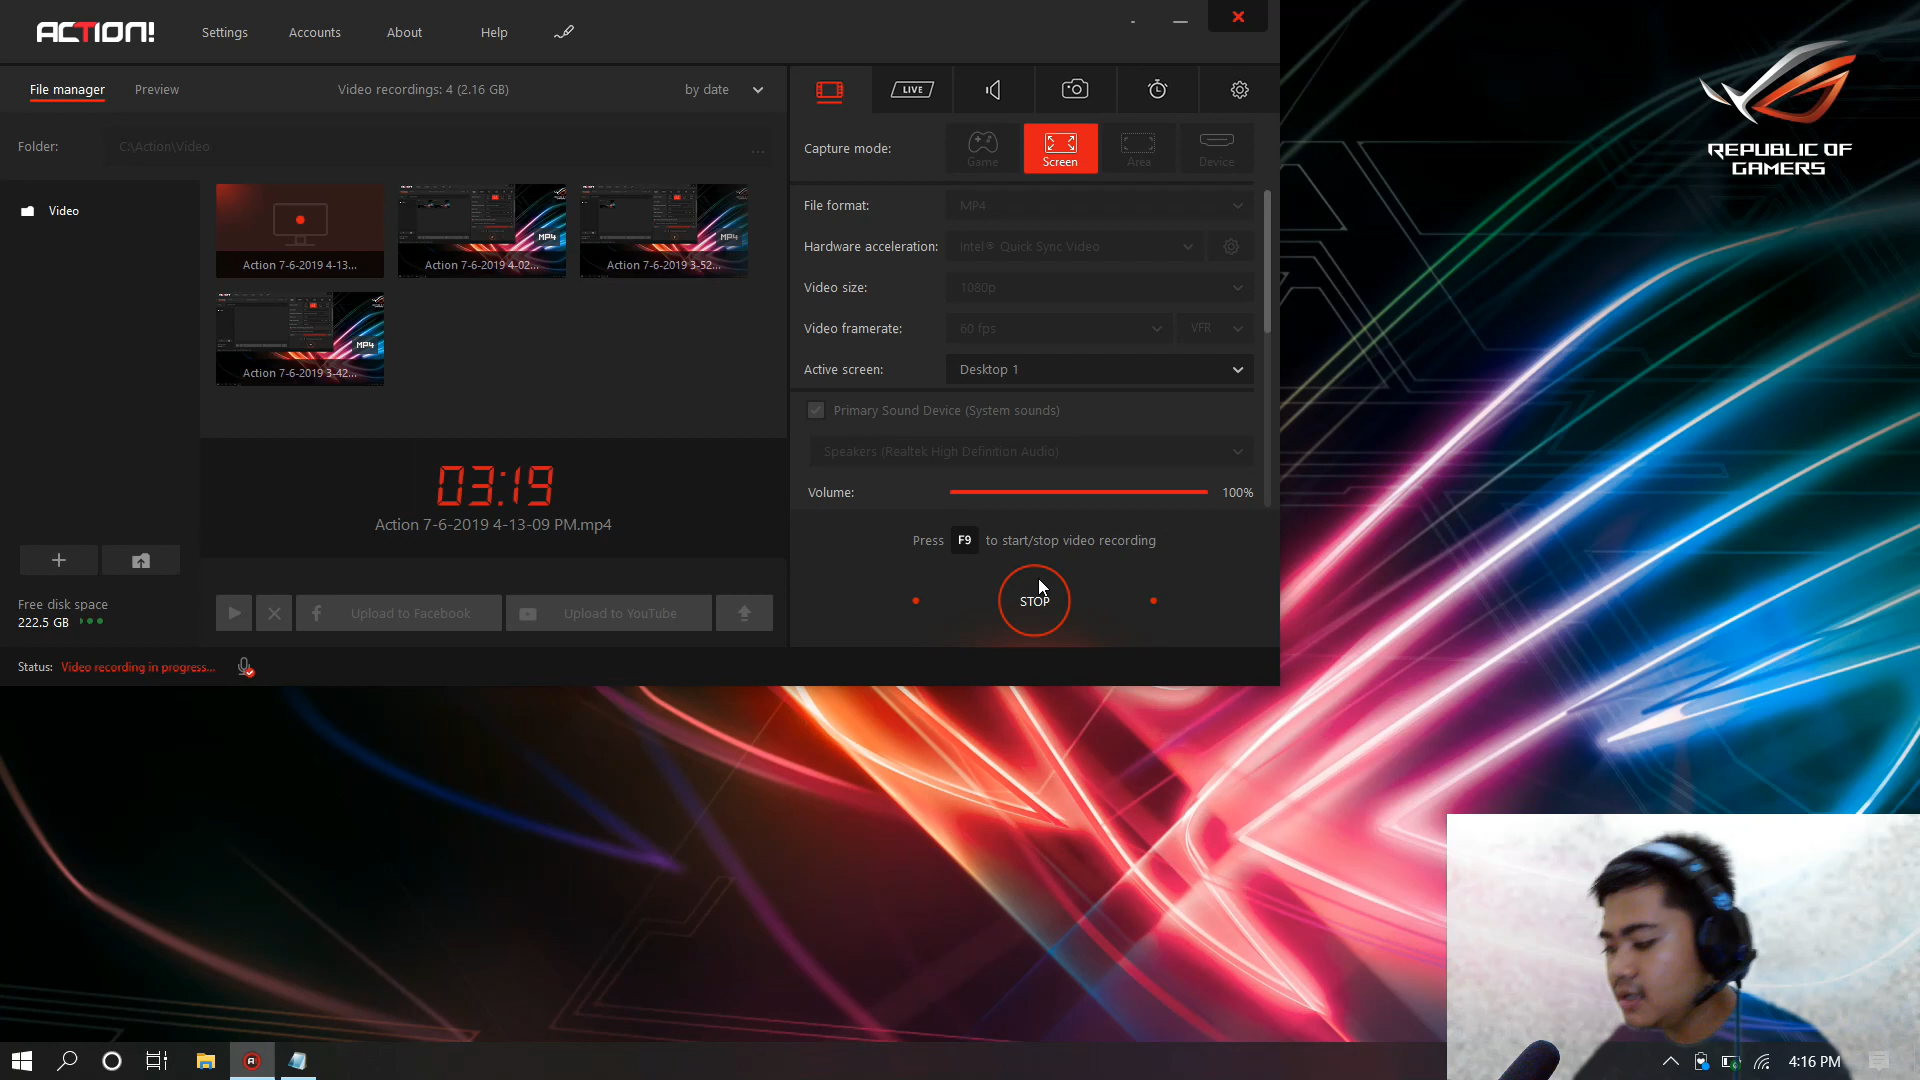 ACTION!
Settings
Accounts
About
Help
File manager
Preview
Video recordings: 4 (2.16 GB)
by date
LIVE
Folder:
C:\Action\Video
...
Capture mode:
Game
Screen
Area
Device
Video
File format:
MP4
Hardware acceleration:
Intel® Quick Sync Video
Video size:
1080p
Video framerate:
60 fps
VFR
Active screen:
Desktop 1
Action 7-6-2019 4-13...
MP4
Action 7-6-2019 4-02...
MP4
Action 7-6-2019 3-52...
MP4
Action 7-6-2019 3-42...
Primary Sound Device (System sounds)
Speakers (Realtek High Definition Audio)
Volume:
100%
03:19
Action 7-6-2019 4-13-09 PM.mp4
Press F9 to start/stop video recording
STOP
Free disk space
222.5 GB
Upload to Facebook
Upload to YouTube
Status: Video recording in progress...
REPUBLIC OF
GAMERS
4:16 PM